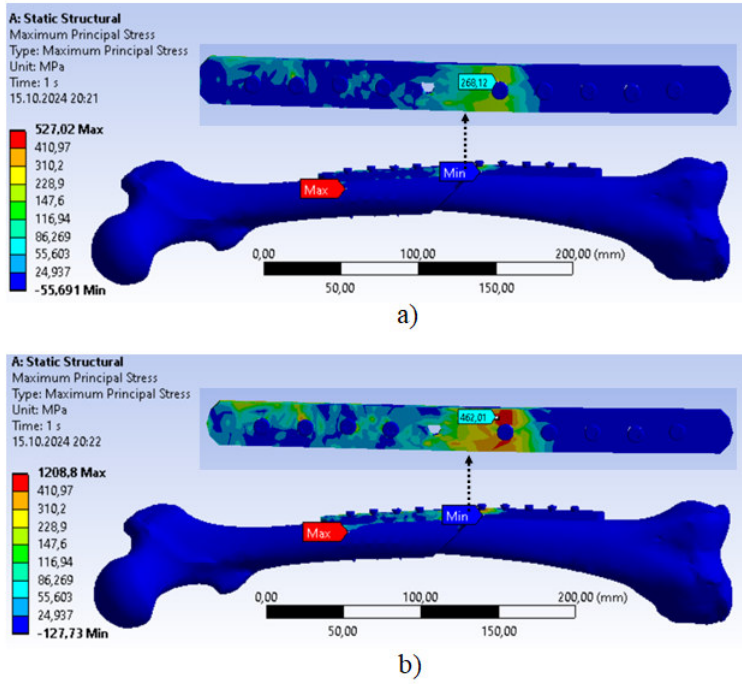 A: Static Structural
Maximum Principal Stress
Type: Maximum Principal Stress
Unit: MPa
Time: 1 s
15.10.2024 20:21
268,12
527,02 Max
410,97
310,2
228,9
147,6
116,94
86,269
55,603
24,937
-55,691 Min
Max
Min
0,00 100,00 200,00 (mm)
50,00 150,00
a)
A: Static Structural
Maximum Principal Stress
Type: Maximum Principal Stress
Unit: MPa
Time: 1 s
15.10.2024 20:22
462,01
1208,8 Max
410,97
310,2
228,9
147,6
116,94
86,269
55,603
24,937
-127,73 Min
Max
Min
0,00 100,00 200,00 (mm)
50,00 150,00
b)